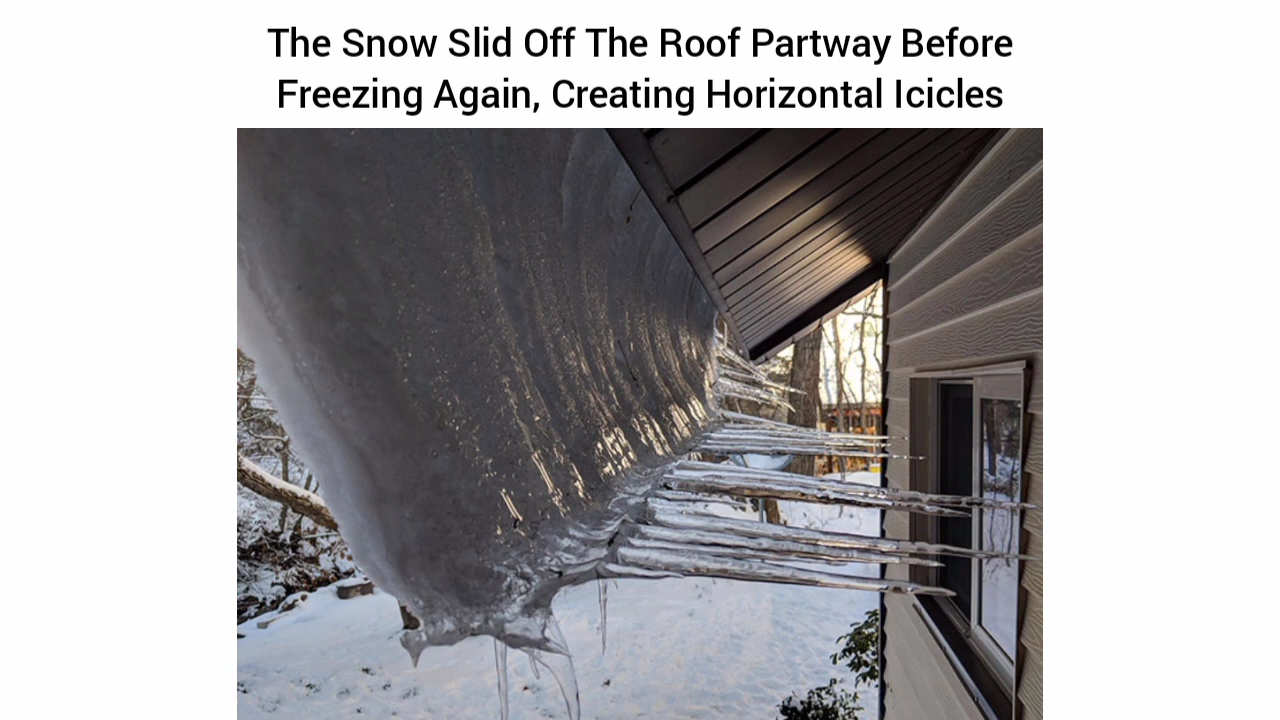 The Snow Slid Off The Roof Partway Before
Freezing Again, Creating Horizontal Icicles